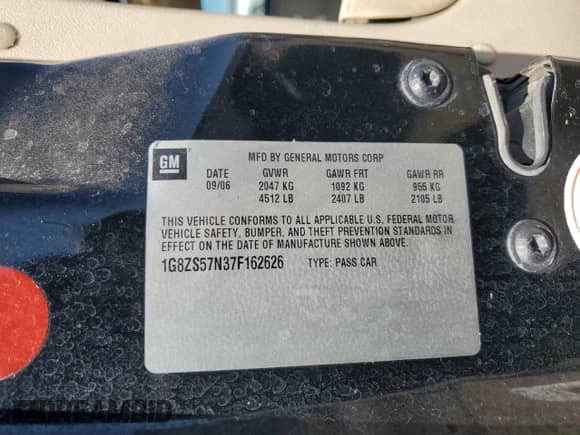 GM
MFD BY GENERAL MOTORS CORP
DATE GVWR GAWR FRT GAWR RR
09/06 2047 KG 1092 KG 955 KG
4512 LB 2407 LB 2105 LB
THIS VEHICLE CONFORMS TO ALL APPLICABLE U.S. FEDERAL MOTOR
VEHICLE SAFETY, BUMPER, AND THEFT PREVENTION STANDARDS IN
EFFECT ON THE DATE OF MANUFACTURE SHOWN ABOVE.
1G8ZS57N37F162626 TYPE: PASS CAR